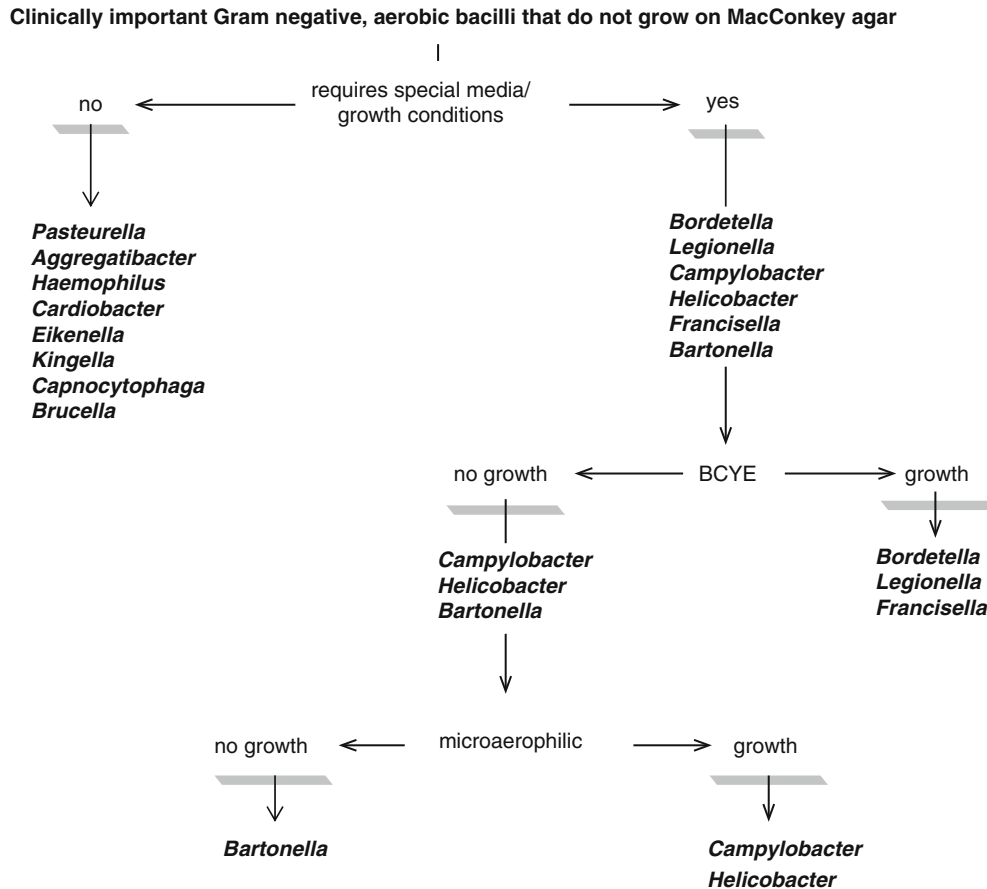 Clinically important Gram negative, aerobic bacilli that do not grow on MacConkey agar
requires special media/
growth conditions
no
yes
Pasteurella
Aggregatibacter
Haemophilus
Cardiobacter
Eikenella
Kingella
Capnocytophaga
Brucella
Bordetella
Legionella
Campylobacter
Helicobacter
Francisella
Bartonella
BCYE
no growth
growth
Campylobacter
Helicobacter
Bartonella
Bordetella
Legionella
Francisella
microaerophilic
no growth
growth
Bartonella
Campylobacter
Helicobacter